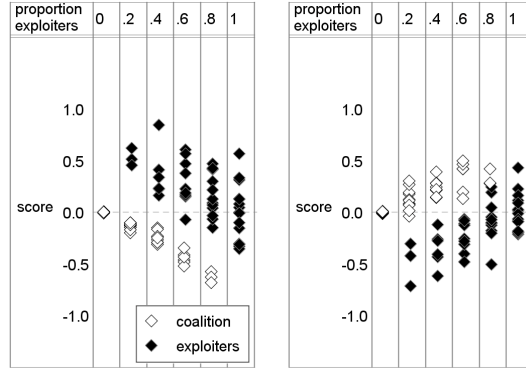 proportion
exploiters
0 .2 .4 .6 .8 1
1.0
0.5
score 0.0
-0.5
-1.0
coalition
exploiters
proportion
exploiters
0 .2 .4 .6 .8 1
1.0
0.5
score 0.0
-0.5
-1.0